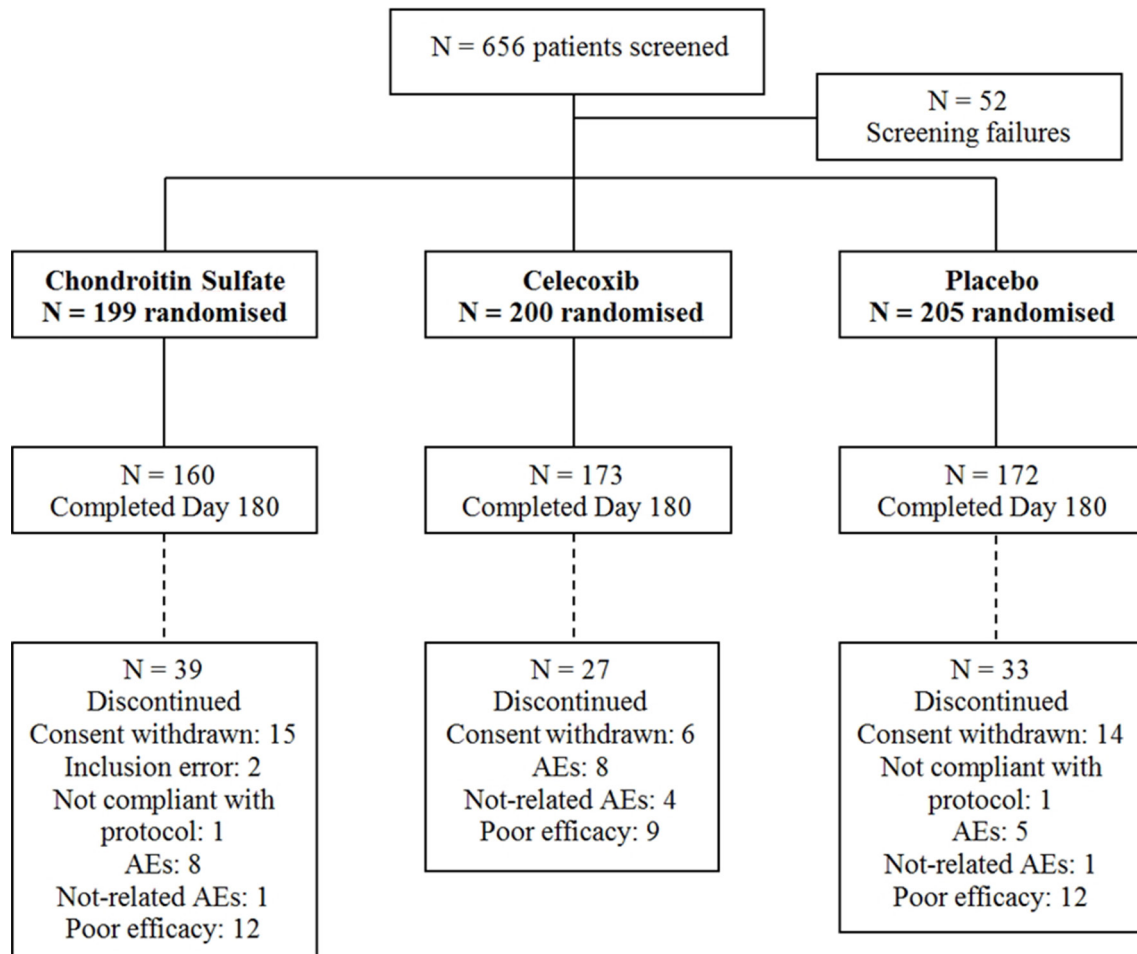 N = 656 patients screened
N = 52
Screening failures
Chondroitin Sulfate
N = 199 randomised
Celecoxib
N = 200 randomised
Placebo
N = 205 randomised
N = 160
Completed Day 180
N = 173
Completed Day 180
N = 172
Completed Day 180
N = 39
Discontinued
Consent withdrawn: 15
Inclusion error: 2
Not compliant with
protocol: 1
AEs: 8
Not-related AEs: 1
Poor efficacy: 12
N = 27
Discontinued
Consent withdrawn: 6
AEs: 8
Not-related AEs: 4
Poor efficacy: 9
N = 33
Discontinued
Consent withdrawn: 14
Not compliant with
protocol: 1
AEs: 5
Not-related AEs: 1
Poor efficacy: 12